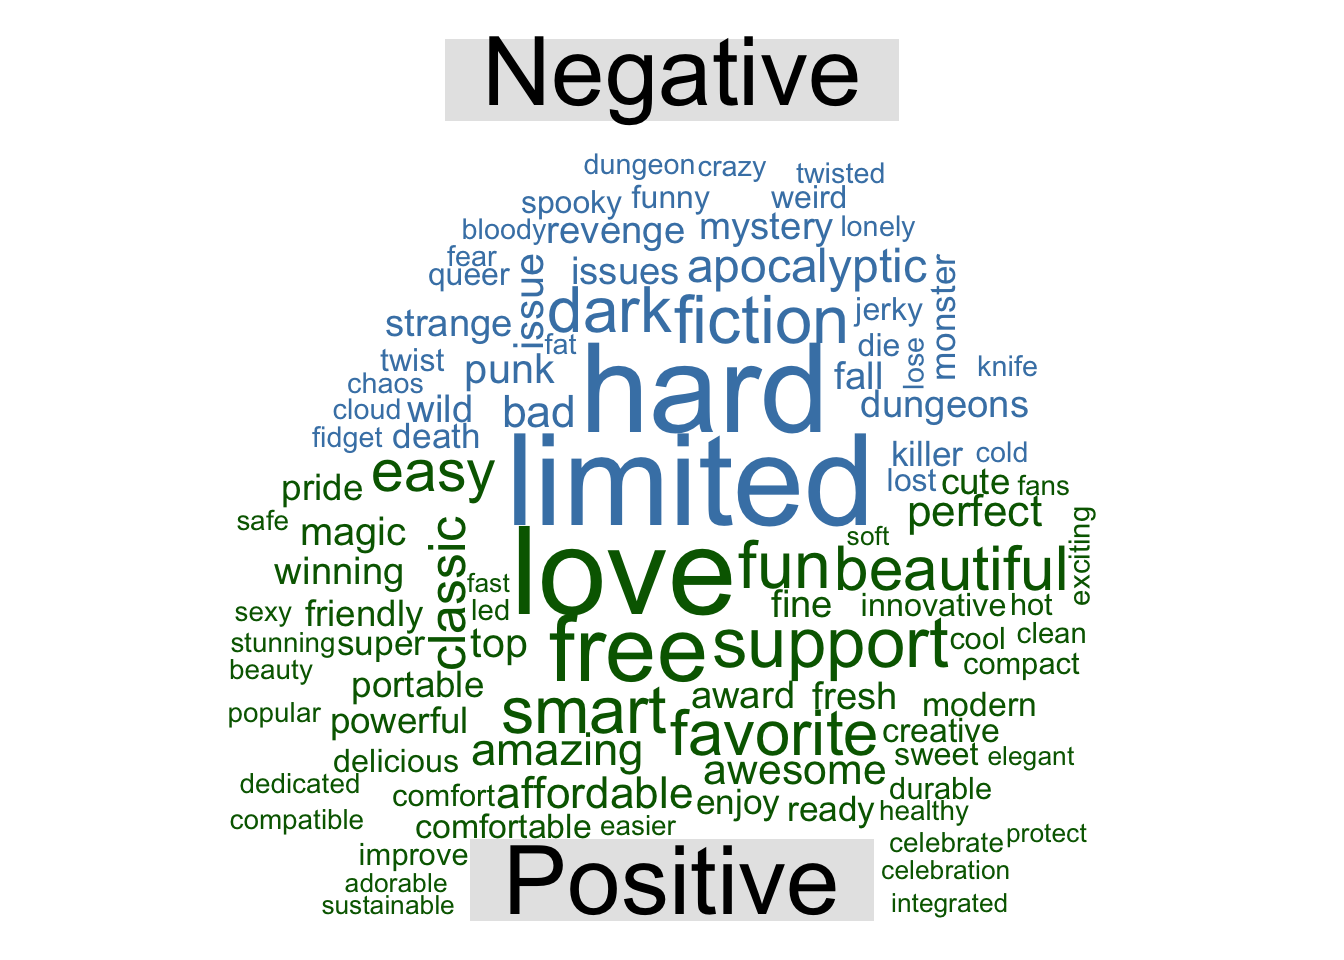 Negative
dungeon crazy twisted
spooky funny weird
bloody revenge mystery lonely
fear
queer issue issues apocalyptic monster
strange dark fiction jerky
twist punk fat hard die lose knife
chaos fall
cloud wild bad dungeons
fidget death limited killer cold
pride easy lost cute fans
safe magic classic soft perfect exciting
winning fast love fun beautiful
sexy friendly led fine innovative hot
stunning super top free support cool clean
beauty portable compact
popular powerful smart award fresh modern
delicious amazing favorite creative
dedicated awesome sweet elegant
comfort affordable enjoy ready durable
compatible comfortable easier healthy
improve celebrate protect
adorable Positive celebration
sustainable integrated